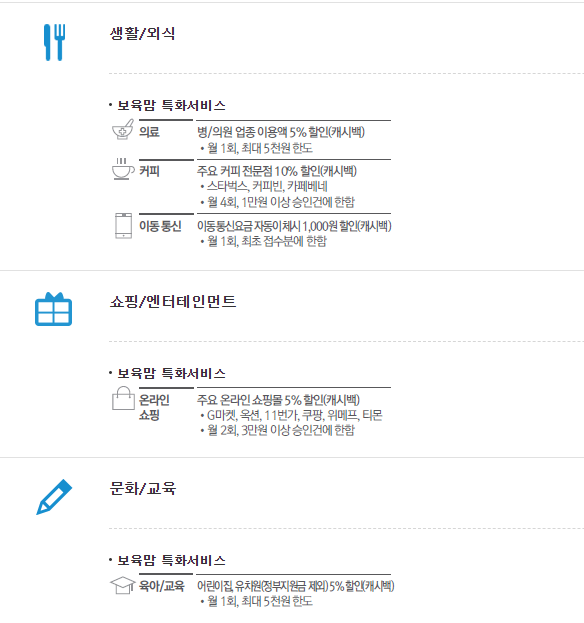 생활/외식
• 보육맘 특화서비스
의료
병/의원 업종 이용액 5% 할인(캐시백)
• 월 1회, 최대 5천원 한도
커피
주요 커피 전문점 10% 할인(캐시백)
• 스타벅스, 커피빈, 카페베네
• 월 4회, 1만원 이상 승인건에 한함
이동 통신
이동통신요금 자동이체시 1,000원 할인(캐시백)
• 월 1회, 최초 접수분에 한함
쇼핑/엔터테인먼트
• 보육맘 특화서비스
온라인
쇼핑
주요 온라인 쇼핑몰 5% 할인(캐시백)
• G마켓, 옥션, 11번가, 쿠팡, 위메프, 티몬
• 월 2회, 3만원 이상 승인건에 한함
문화/교육
• 보육맘 특화서비스
육아/교육
어린이집, 유치원(정부지원금 제외) 5% 할인(캐시백)
• 월 1회, 최대 5천원 한도